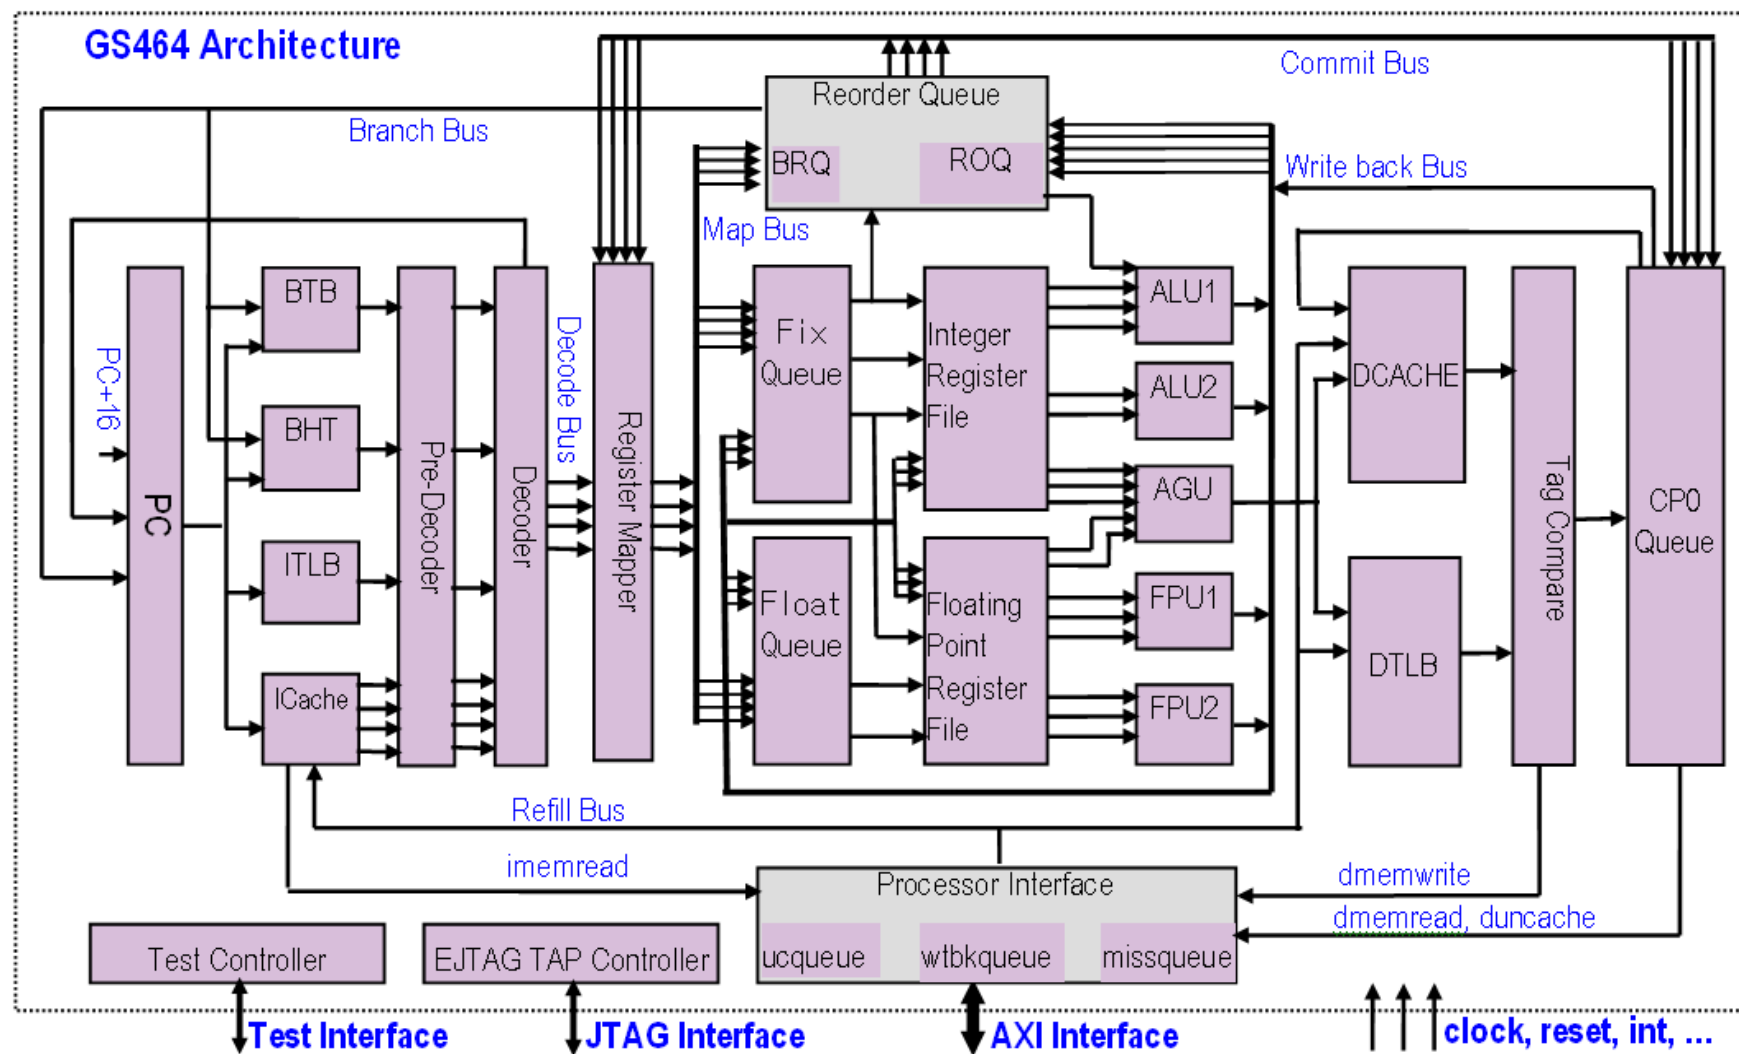 GS464 Architecture
Commit Bus
Reorder Queue
Branch Bus
BRQ
ROQ
Write back Bus
Map Bus
PC+16
PC
BTB
BHT
ITLB
ICache
Pre-Decoder
Decoder
Decode Bus
Register Mapper
Fix
Queue
Float
Queue
Integer
Register
File
Floating
Point
Register
File
ALU1
ALU2
AGU
FPU1
FPU2
DCACHE
DTLB
Tag Compare
CP0
Queue
Refill Bus
imemread
Processor Interface
ucqueue
wtbkqueue
missqueue
dmemwrite
dmemread, duncache
Test Controller
EJTAG TAP Controller
Test Interface
JTAG Interface
AXI Interface
clock, reset, int, ...